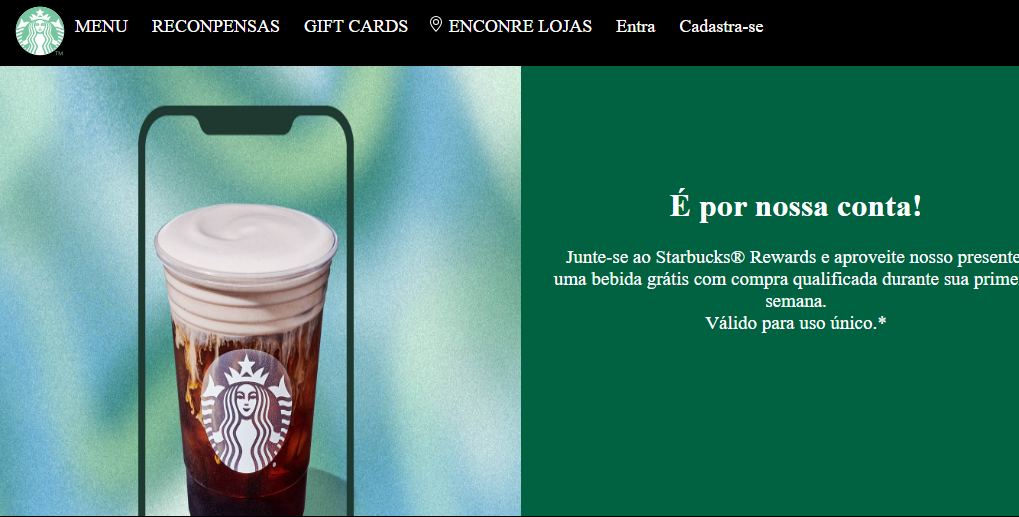 MENU RECONPENSAS GIFT CARDS ENCONRE LOJAS Entra Cadastra-se
TM
É por nossa conta!
Junte-se ao Starbucks® Rewards e aproveite nosso presente
uma bebida grátis com compra qualificada durante sua prime
semana.
Válido para uso único.*